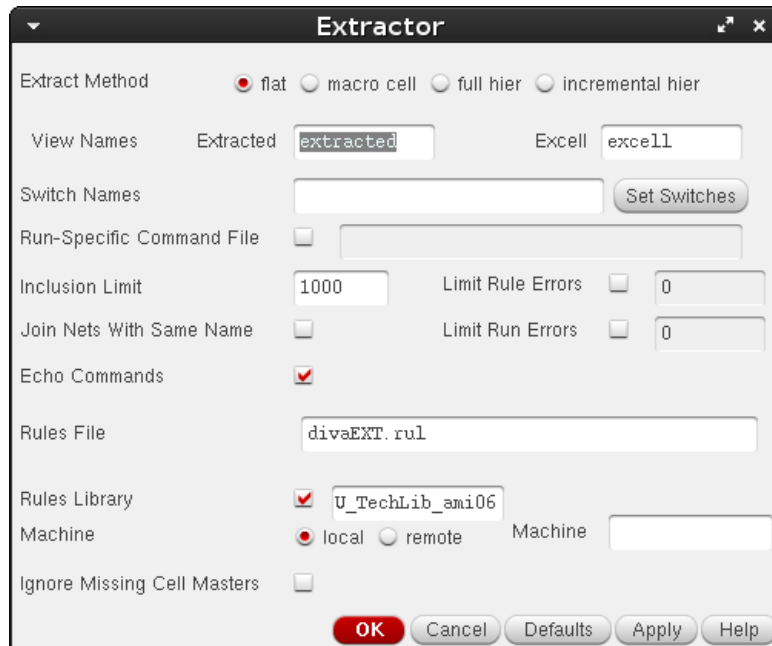 Extractor
Extract Method flat macro cell full hier incremental hier
View Names Extracted extracted Excell excell
Switch Names Set Switches
Run-Specific Command File
Inclusion Limit 1000 Limit Rule Errors 0
Join Nets With Same Name Limit Run Errors 0
Echo Commands
Rules File divaEXT.rul
Rules Library U_TechLib_ami06
Machine local remote Machine
Ignore Missing Cell Masters
OK Cancel Defaults Apply Help